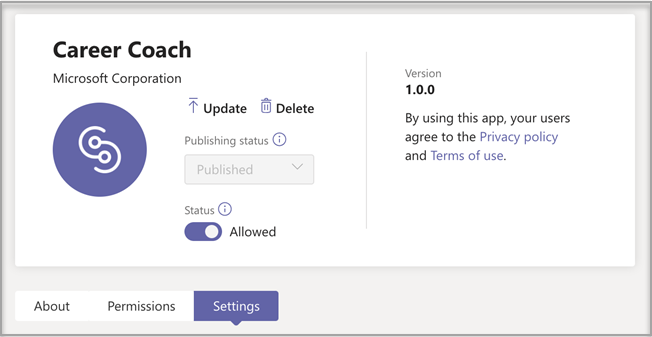 Career Coach
Microsoft Corporation
Update Delete
Publishing status
Published
Status
Allowed
Version
1.0.0
By using this app, your users
agree to the Privacy policy
and Terms of use.
About Permissions Settings